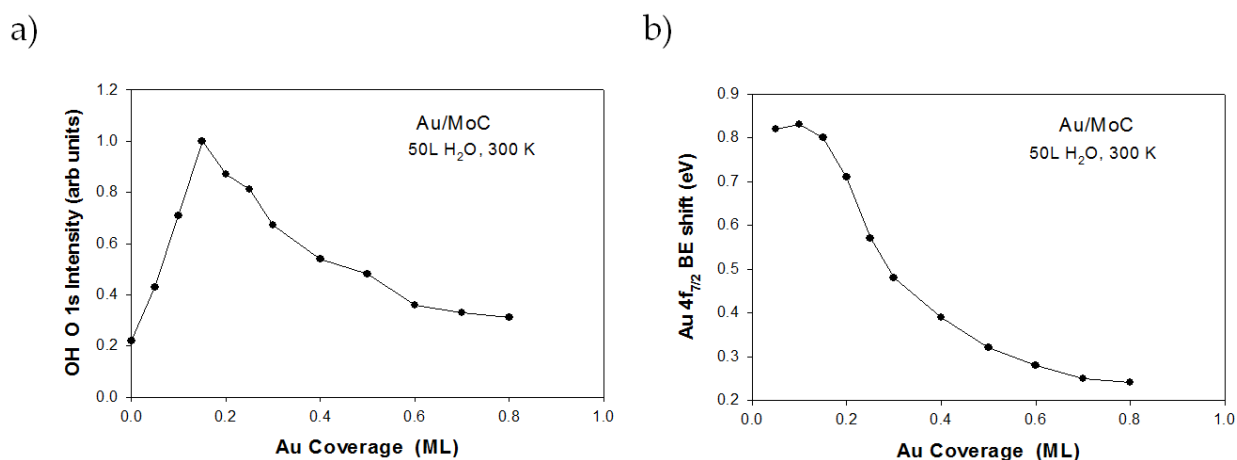 a)
1.2
1.0
0.8
0.6
0.4
0.2
0.0
OH O 1s Intensity (arb units)
Au/MoC
50L H₂O, 300 K
0.0 0.2 0.4 0.6 0.8 1.0
Au Coverage (ML)
b)
0.9
0.8
0.7
0.6
0.5
0.4
0.3
0.2
Au 4f₇/₂ BE shift (eV)
Au/MoC
50L H₂O, 300 K
0.0 0.2 0.4 0.6 0.8 1.0
Au Coverage (ML)